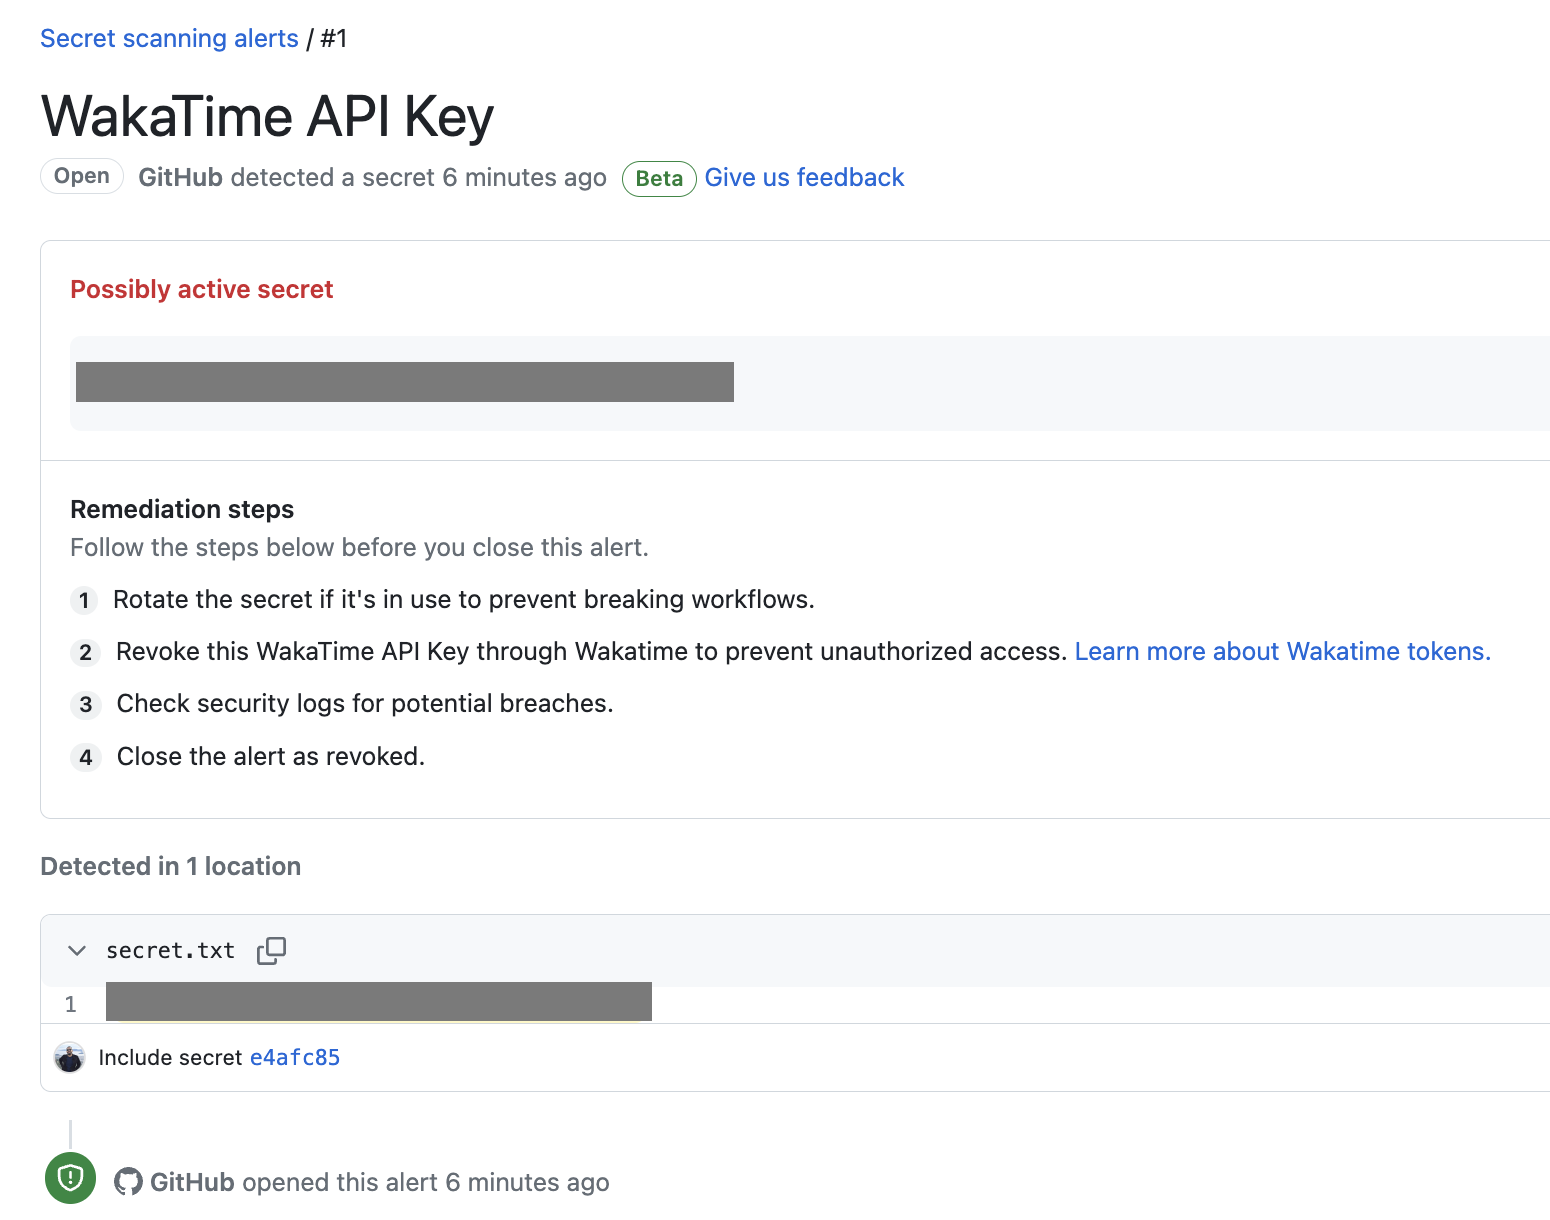 Secret scanning alerts / #1
WakaTime API Key
Open GitHub detected a secret 6 minutes ago Beta Give us feedback
Possibly active secret
Remediation steps
Follow the steps below before you close this alert.
1 Rotate the secret if it's in use to prevent breaking workflows.
2 Revoke this WakaTime API Key through Wakatime to prevent unauthorized access. Learn more about Wakatime tokens.
3 Check security logs for potential breaches.
4 Close the alert as revoked.
Detected in 1 location
secret.txt
1
Include secret e4afc85
GitHub opened this alert 6 minutes ago